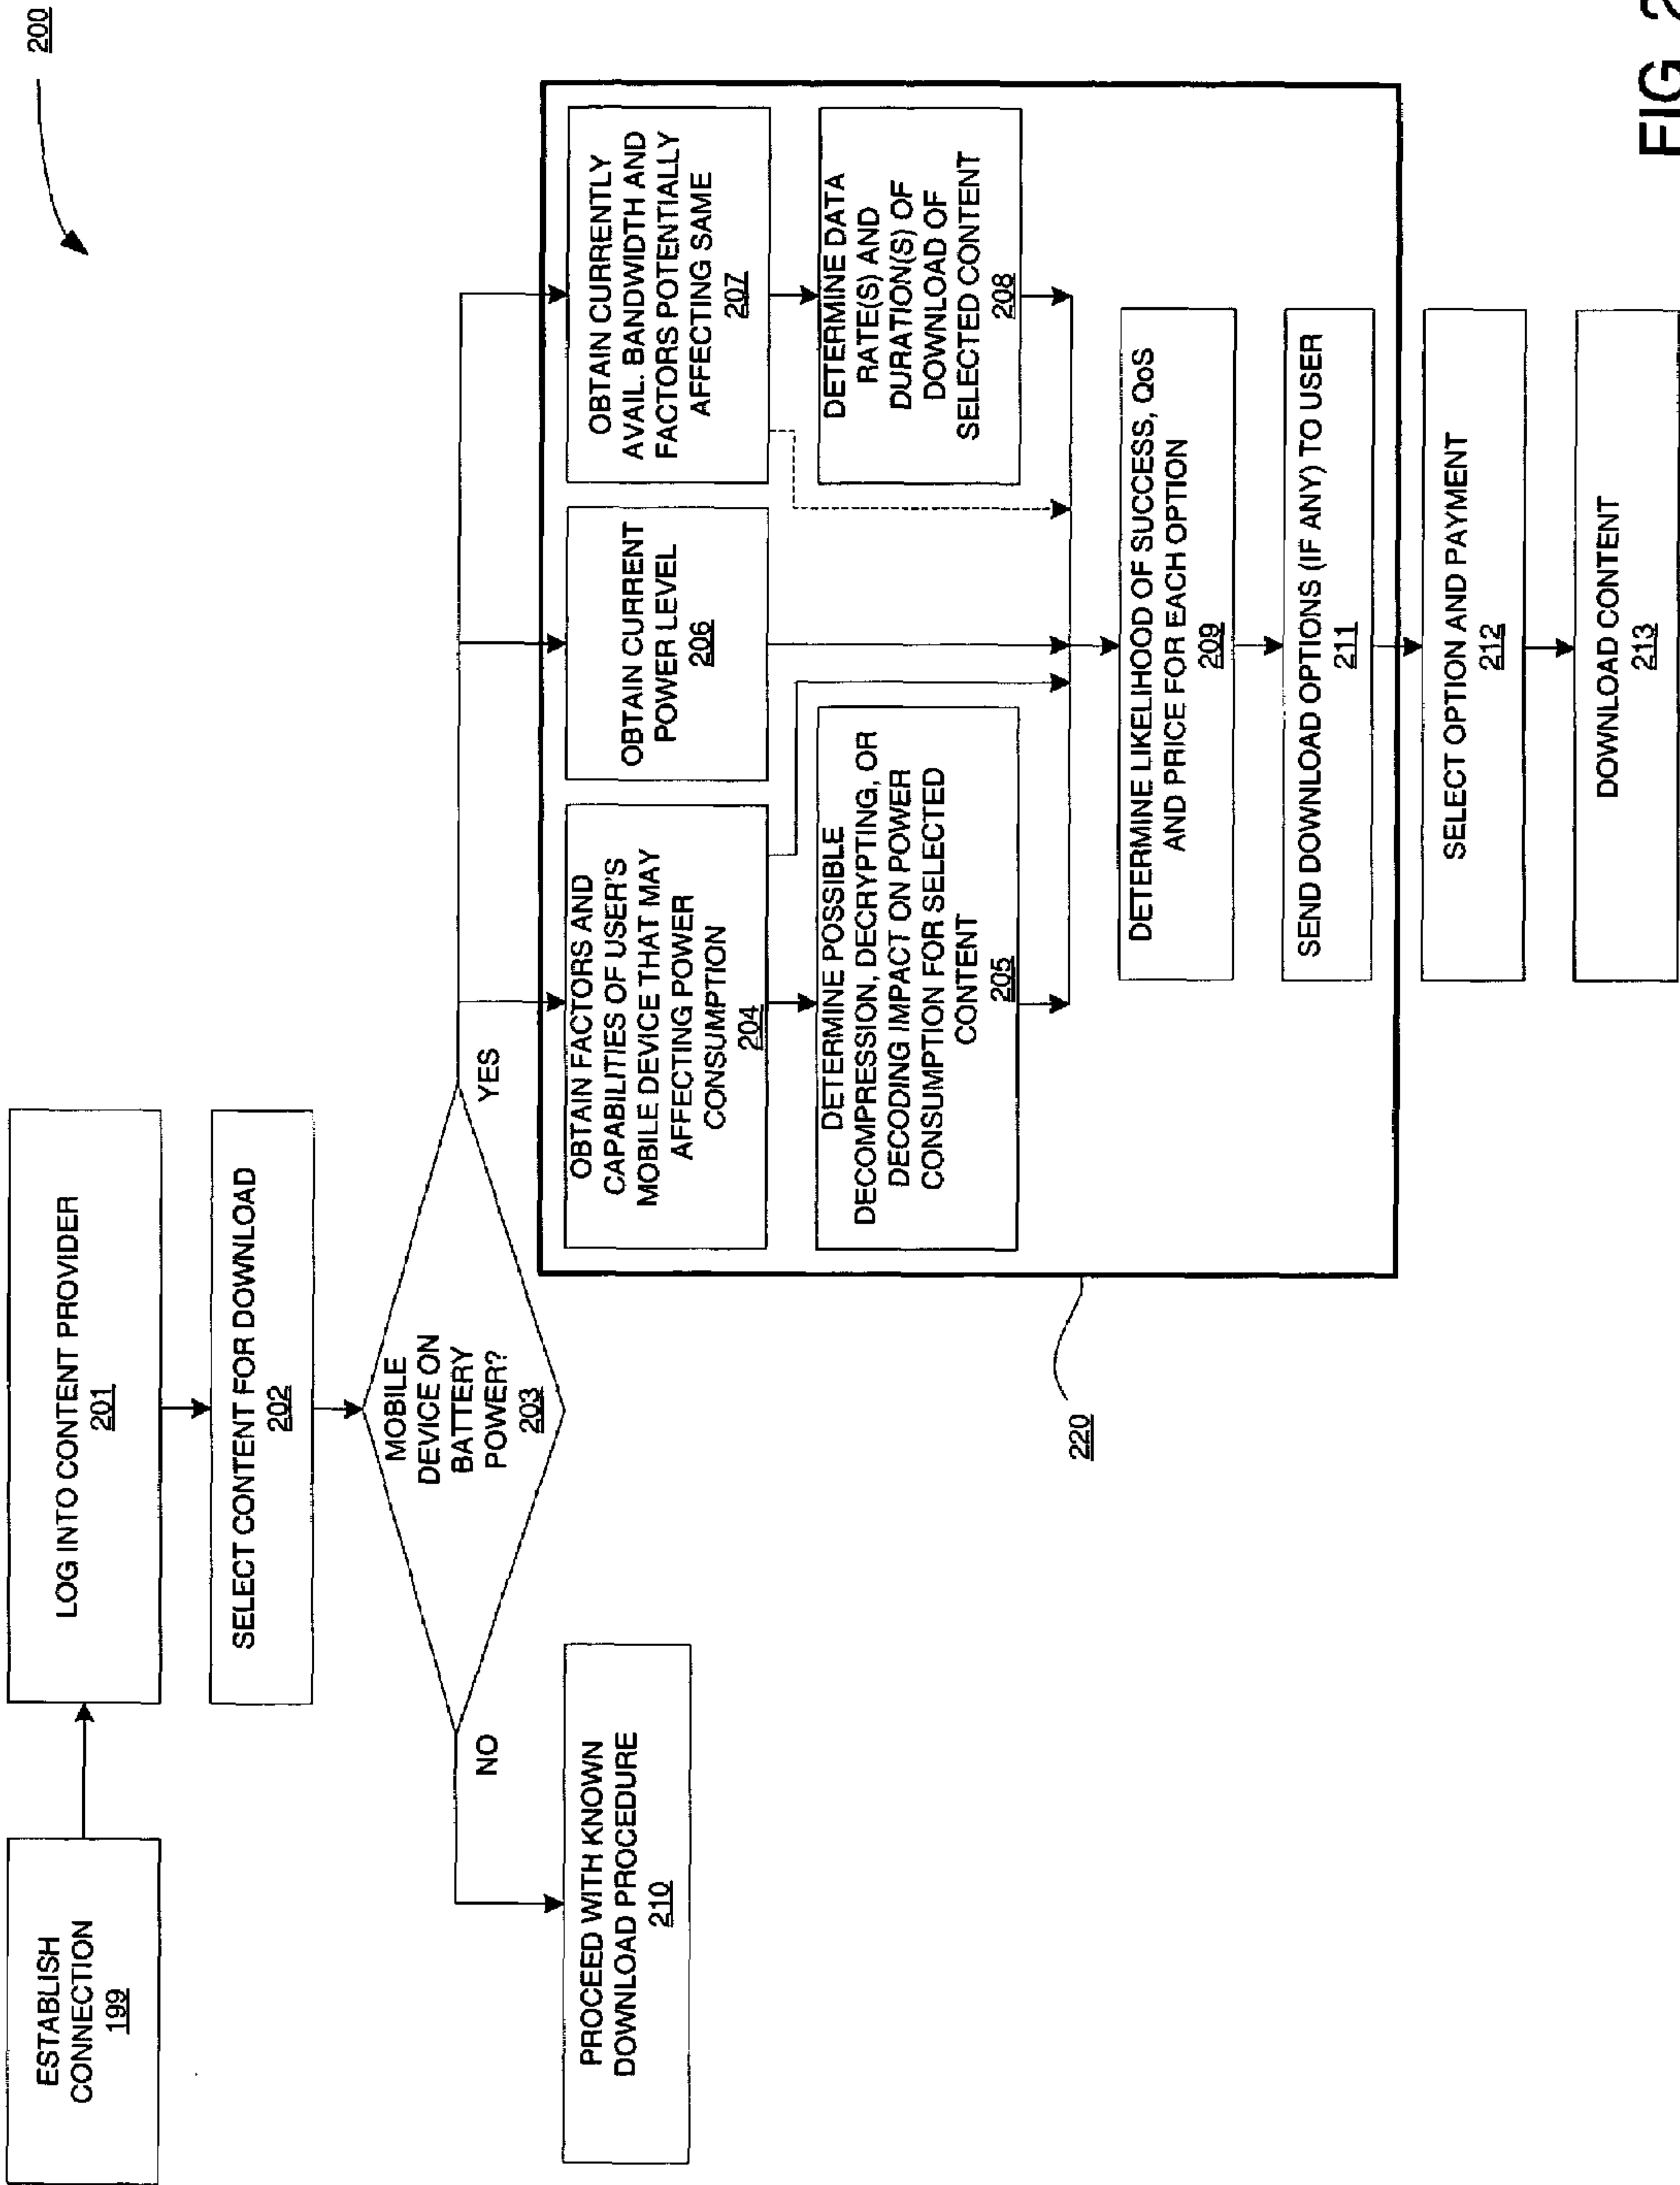 200
ESTABLISH
CONNECTION
199
LOG INTO CONTENT PROVIDER
201
SELECT CONTENT FOR DOWNLOAD
202
MOBILE
DEVICE ON
BATTERY
POWER?
203
NO
YES
PROCEED WITH KNOWN
DOWNLOAD PROCEDURE
210
OBTAIN FACTORS AND
CAPABILITIES OF USER'S
MOBILE DEVICE THAT MAY
AFFECTING POWER
CONSUMPTION
204
OBTAIN CURRENT
POWER LEVEL
206
OBTAIN CURRENTLY
AVAIL. BANDWIDTH AND
FACTORS POTENTIALLY
AFFECTING SAME
207
DETERMINE POSSIBLE
DECOMPRESSION, DECRYPTING, OR
DECODING IMPACT ON POWER
CONSUMPTION FOR SELECTED
CONTENT
205
DETERMINE DATA
RATE(S) AND
DURATION(S) OF
DOWNLOAD OF
SELECTED CONTENT
208
220
DETERMINE LIKELIHOOD OF SUCCESS, QoS
AND PRICE FOR EACH OPTION
209
SEND DOWNLOAD OPTIONS (IF ANY) TO USER
211
SELECT OPTION AND PAYMENT
212
DOWNLOAD CONTENT
213
FIG. 2